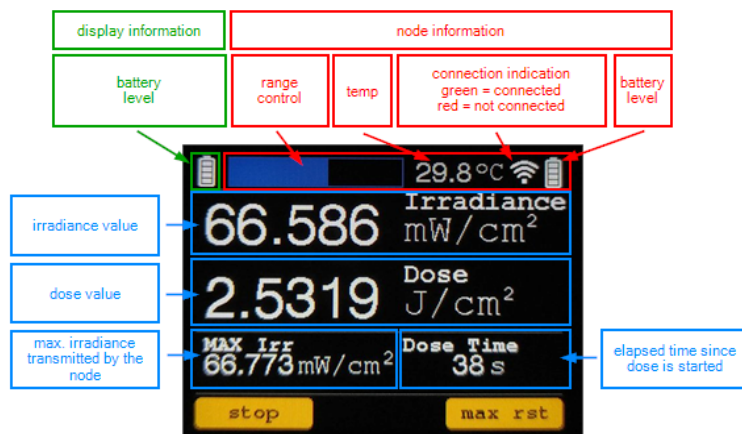 display information
node information
battery
level
range
control
temp
connection indication
green = connected
red = not connected
battery
level
29.8°C
irradiance value
66.586
Irradiance
mW/cm²
dose value
2.5319
Dose
J/cm²
max. irradiance
transmitted by the
node
MAX Irr
66.773 mW/cm²
Dose Time
38 s
elapsed time since
dose is started
stop
max rst